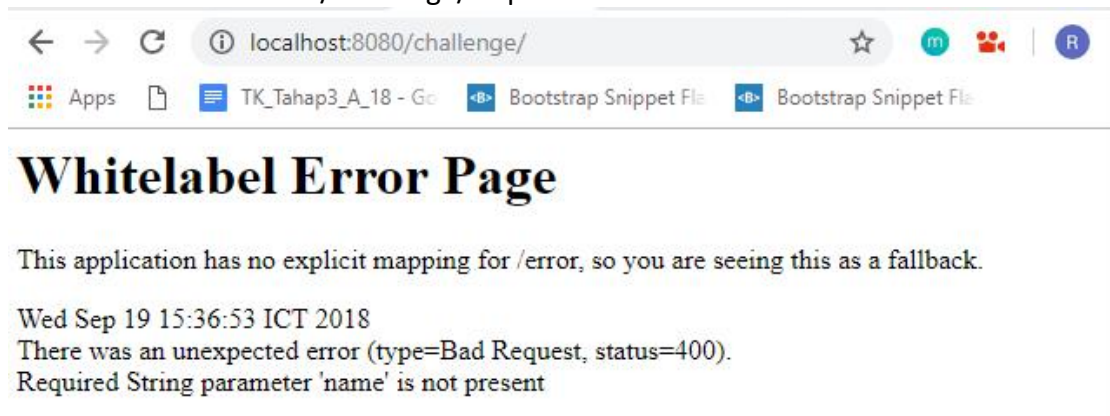 localhost:8080/challenge/
m
R
Apps
TK_Tahap3_A_18 - Go
<B>
Bootstrap Snippet Fla
<B>
Bootstrap Snippet Fla
Whitelabel Error Page
This application has no explicit mapping for /error, so you are seeing this as a fallback.
Wed Sep 19 15:36:53 ICT 2018
There was an unexpected error (type=Bad Request, status=400).
Required String parameter 'name' is not present